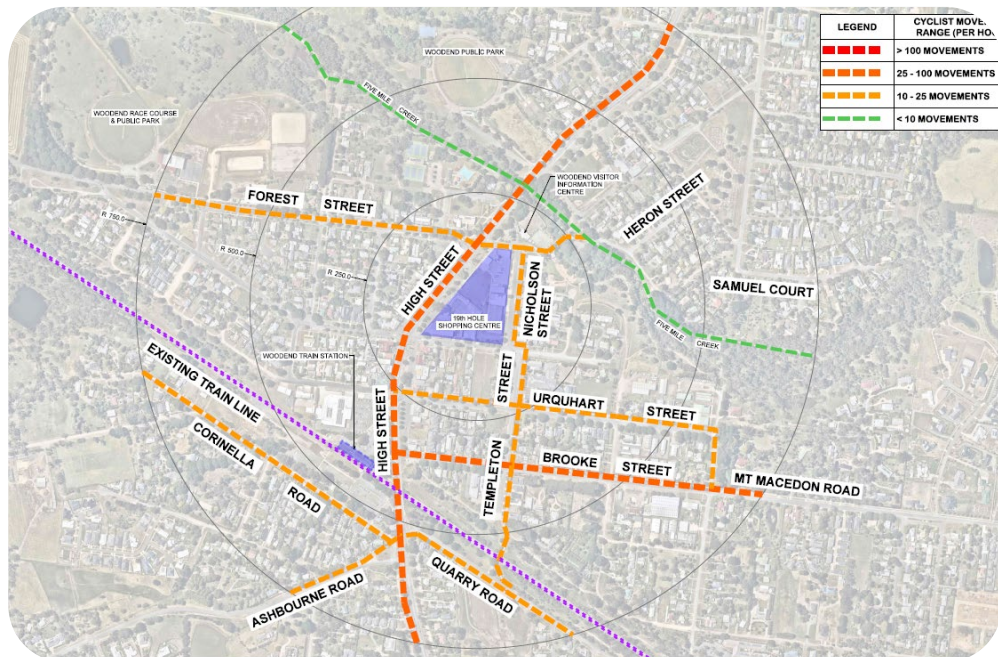 LEGEND
CYCLIST MOVE
RANGE (PER HO
> 100 MOVEMENTS
25 - 100 MOVEMENTS
10 - 25 MOVEMENTS
< 10 MOVEMENTS
WOODEND PUBLIC PARK
WOODEND RACE COURSE
& PUBLIC PARK
FIVE MILE
CREEK
WOODEND VISITOR
INFORMATION
CENTRE
FOREST STREET
HERON STREET
R 750.0
R 500.0
R 250.0
HIGH STREET
NICHOLSON
STREET
SAMUEL COURT
19th HOLE
SHOPPING CENTRE
FIVE MILE
CREEK
WOODEND TRAIN STATION
EXISTING TRAIN LINE
STREET
URQUHART STREET
HIGH STREET
CORINELLA
ROAD
TEMPLETON
BROOKE STREET
MT MACEDON ROAD
QUARRY ROAD
ASHBOURNE ROAD